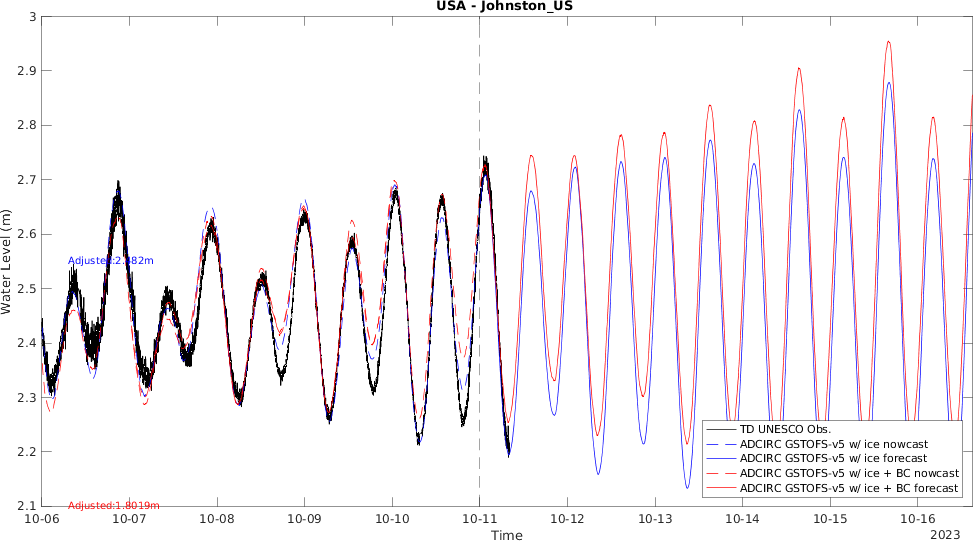 USA - Johnston_US
3
2.9
2.8
2.7
2.6
2.5
2.4
2.3
2.2
2.1
Water Level (m)
Adjusted:2.482m
Adjusted:1.8019m
TD UNESCO Obs.
ADCIRC GSTOFS-v5 w/ ice nowcast
ADCIRC GSTOFS-v5 w/ ice forecast
ADCIRC GSTOFS-v5 w/ ice + BC nowcast
ADCIRC GSTOFS-v5 w/ ice + BC forecast
10-06 10-07 10-08 10-09 10-10 10-11 10-12 10-13 10-14 10-15 10-16
Time
2023